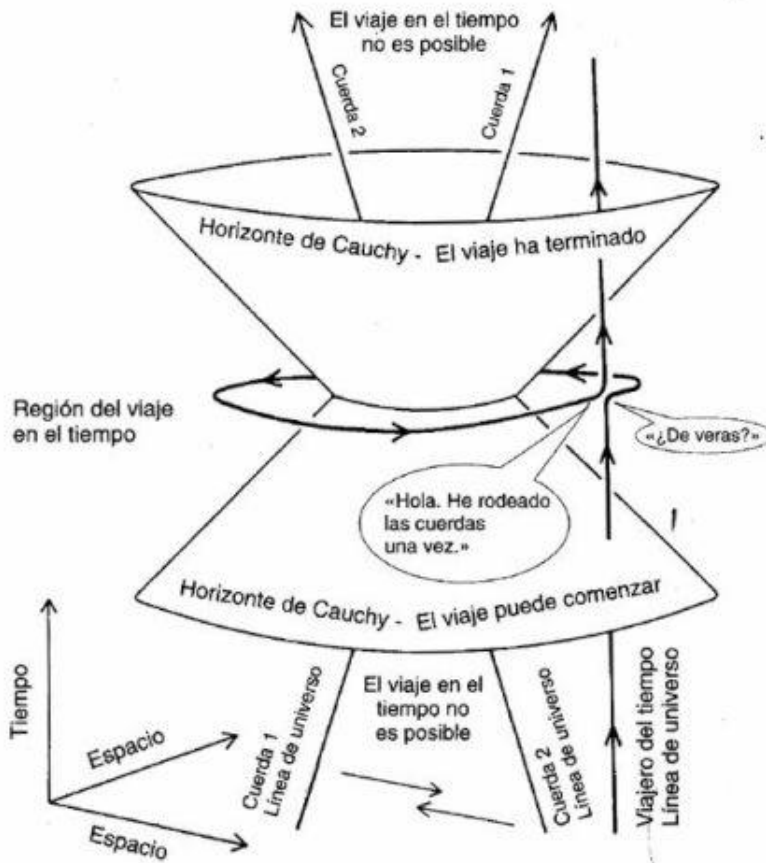 El viaje en el tiempo
no es posible
Cuerda 2
Cuerda 1
Horizonte de Cauchy - El viaje ha terminado
Región del viaje
en el tiempo
«¿De veras?»
«Hola. He rodeado
las cuerdas
una vez.»
Horizonte de Cauchy - El viaje puede comenzar
Tiempo
Espacio
Espacio
Cuerda 1
Línea de universo
El viaje en el
tiempo no
es posible
Cuerda 2
Línea de universo
Viajero del tiempo
Línea de universo